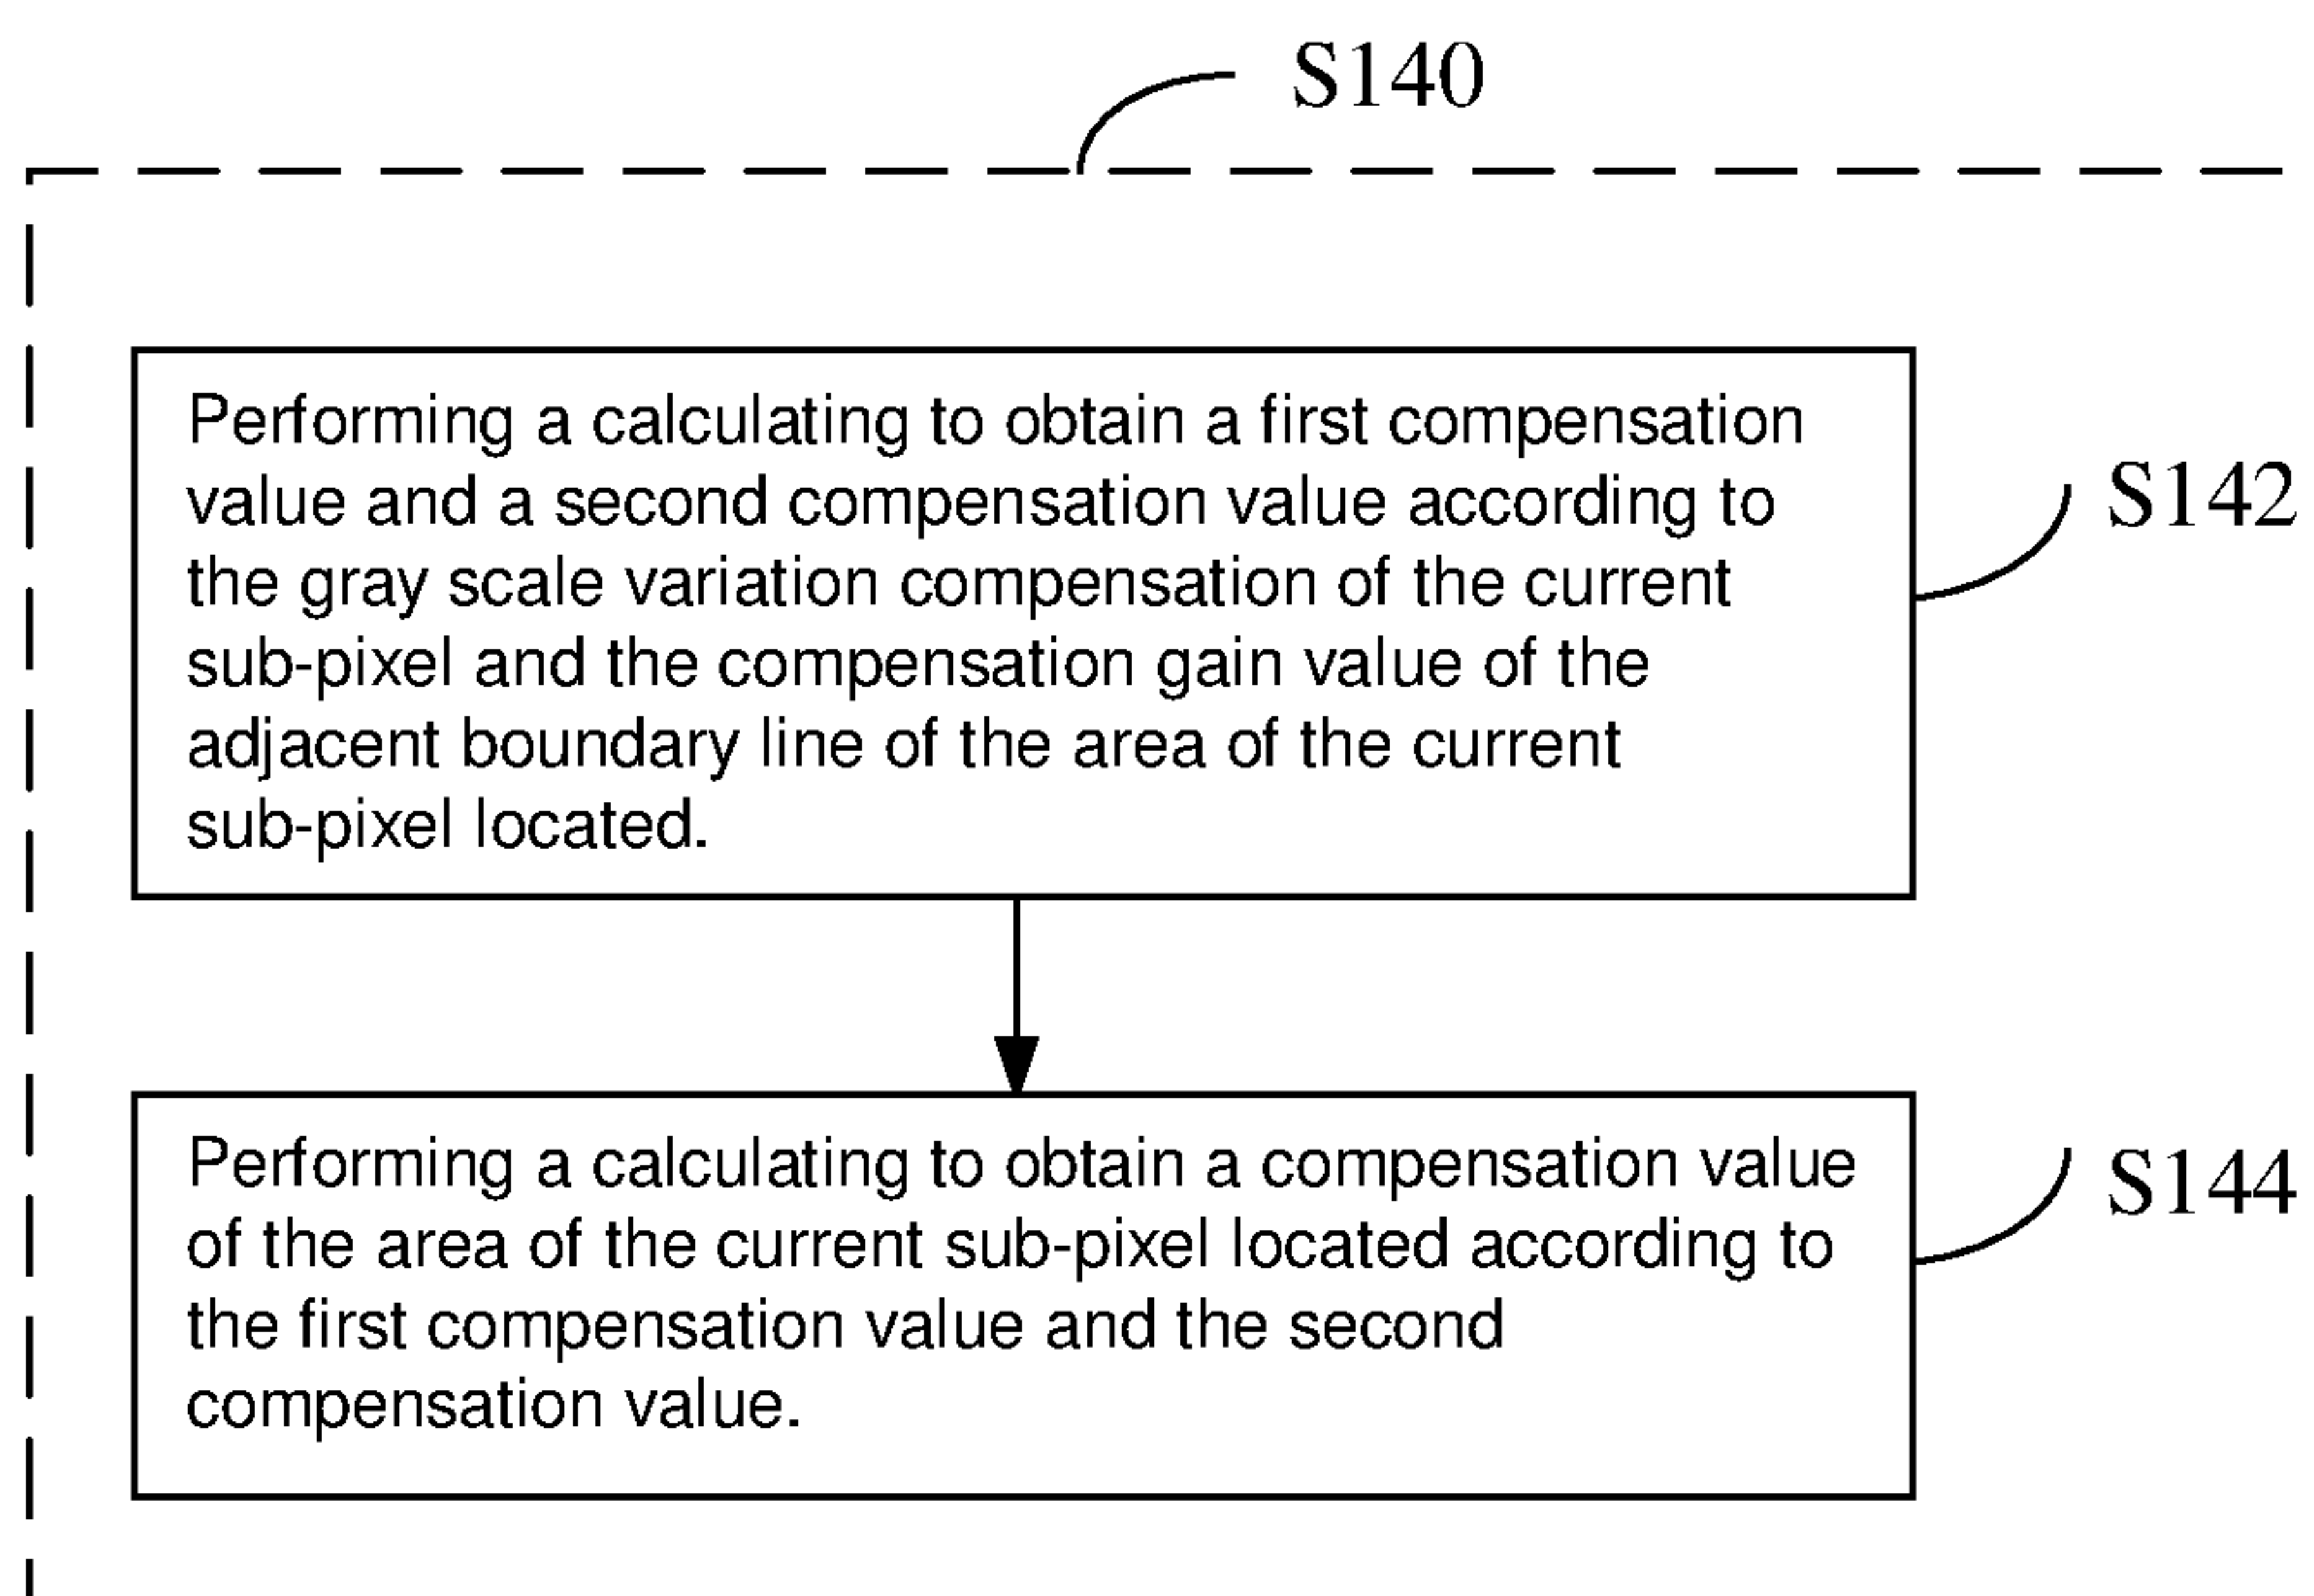 S140
Performing a calculating to obtain a first compensation
value and a second compensation value according to
the gray scale variation compensation of the current
sub-pixel and the compensation gain value of the
adjacent boundary line of the area of the current
sub-pixel located.
S142
Performing a calculating to obtain a compensation value
of the area of the current sub-pixel located according to
the first compensation value and the second
compensation value.
S144